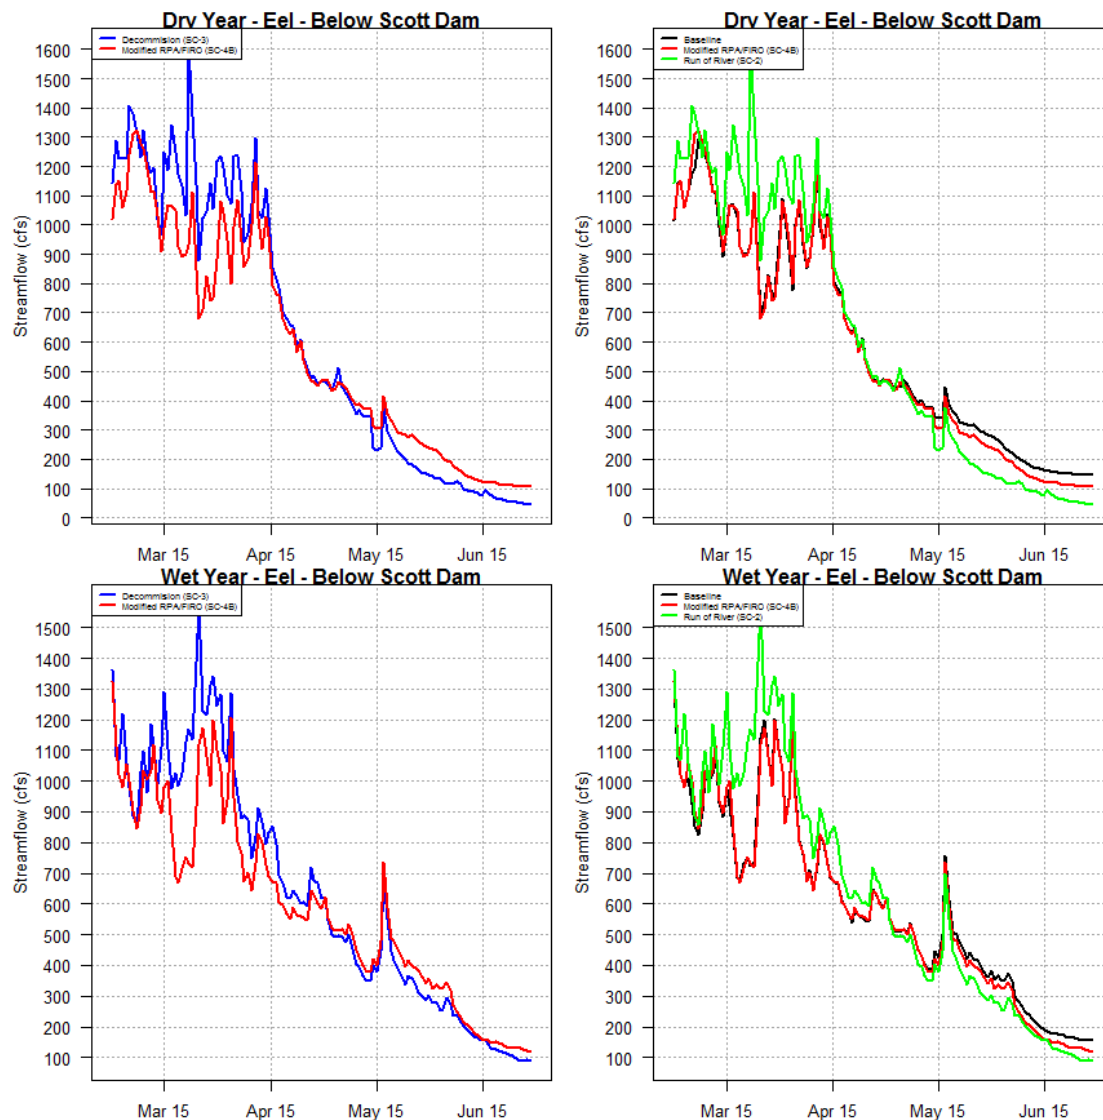 Dry Year - Eel - Below Scott Dam
Decommision (SC-3)
Modified RPA/FIRO (SC-4B)
Streamflow (cfs)
1600
1500
1400
1300
1200
1100
1000
900
800
700
600
500
400
300
200
100
0
Mar 15 Apr 15 May 15 Jun 15
Dry Year - Eel - Below Scott Dam
Baseline
Modified RPA/FIRO (SC-4B)
Run of River (SC-2)
Streamflow (cfs)
1600
1500
1400
1300
1200
1100
1000
900
800
700
600
500
400
300
200
100
0
Mar 15 Apr 15 May 15 Jun 15
Wet Year - Eel - Below Scott Dam
Decommision (SC-3)
Modified RPA/FIRO (SC-4B)
Streamflow (cfs)
1500
1400
1300
1200
1100
1000
900
800
700
600
500
400
300
200
100
Mar 15 Apr 15 May 15 Jun 15
Wet Year - Eel - Below Scott Dam
Baseline
Modified RPA/FIRO (SC-4B)
Run of River (SC-2)
Streamflow (cfs)
1500
1400
1300
1200
1100
1000
900
800
700
600
500
400
300
200
100
Mar 15 Apr 15 May 15 Jun 15